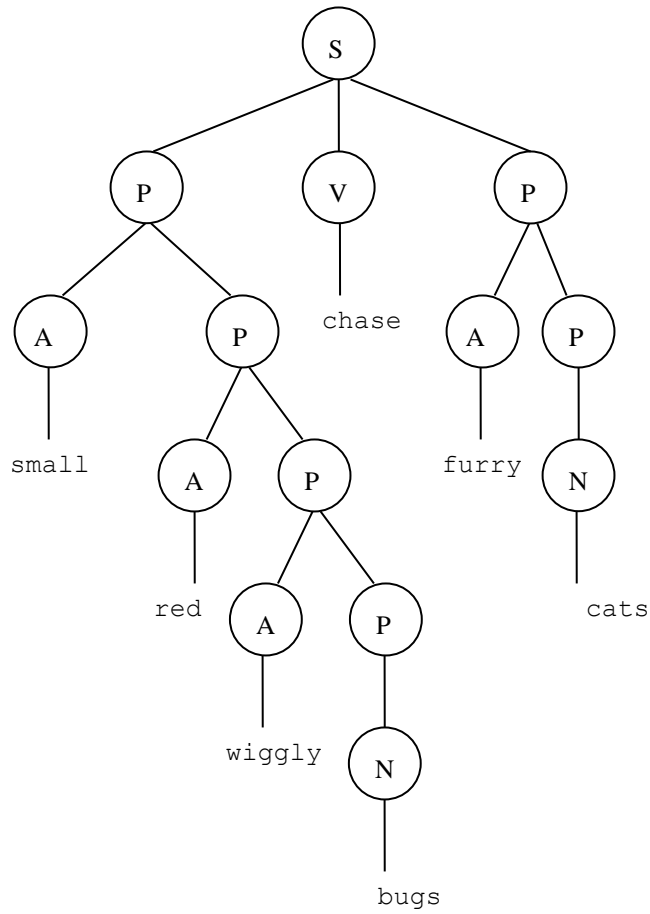 S
P V P
A P chase A P
small A P furry N
red A P cats
wiggly N
bugs